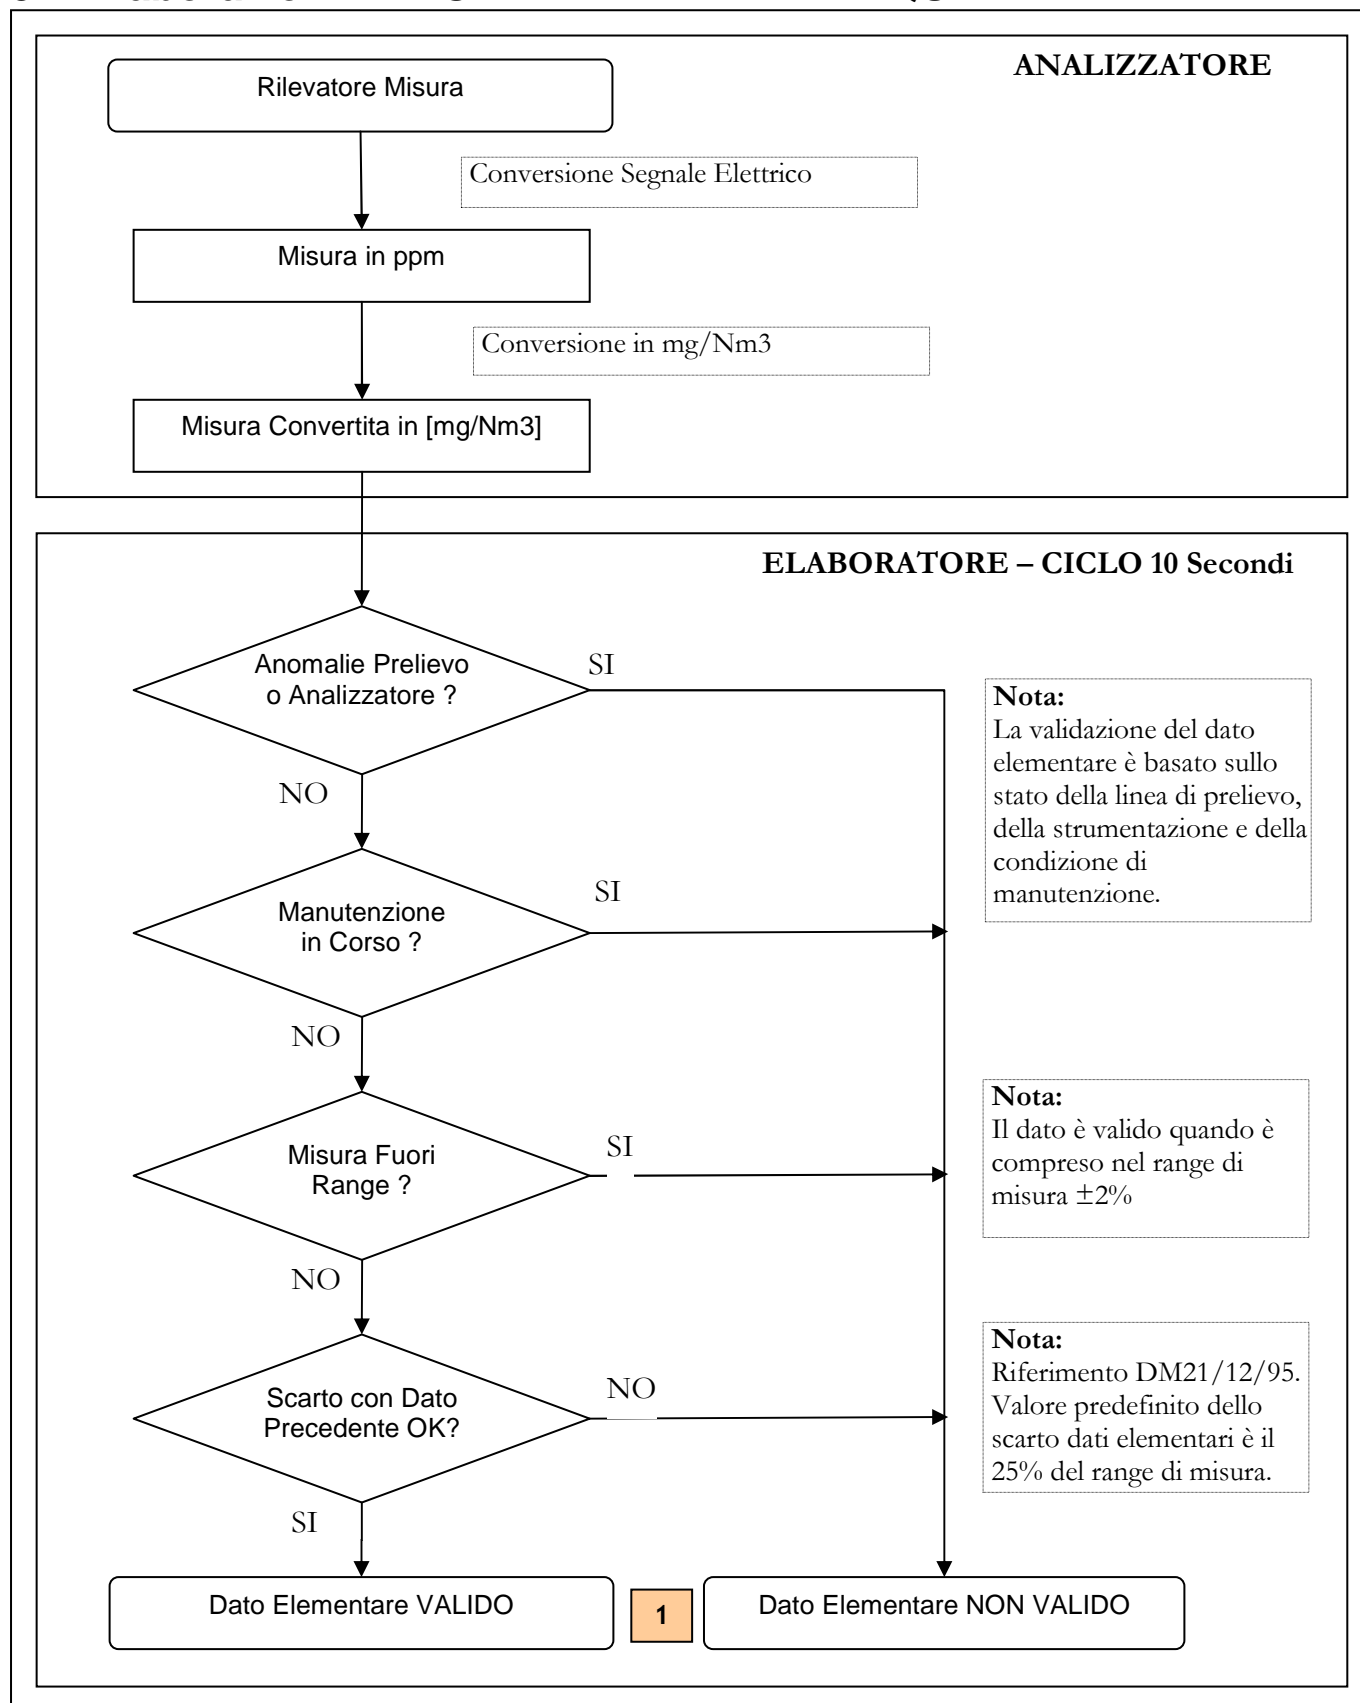 ANALIZZATORE
Rilevatore Misura
Conversione Segnale Elettrico
Misura in ppm
Conversione in mg/Nm3
Misura Convertita in [mg/Nm3]
ELABORATORE – CICLO 10 Secondi
Anomalie Prelievo
o Analizzatore ?
SI
NO
Nota:
La validazione del dato
elementare è basato sullo
stato della linea di prelievo,
della strumentazione e della
condizione di
manutenzione.
Manutenzione
in Corso ?
SI
NO
Misura Fuori
Range ?
SI
NO
Nota:
Il dato è valido quando è
compreso nel range di
misura ±2%
Scarto con Dato
Precedente OK?
NO
SI
Nota:
Riferimento DM21/12/95.
Valore predefinito dello
scarto dati elementari è il
25% del range di misura.
Dato Elementare VALIDO
1
Dato Elementare NON VALIDO